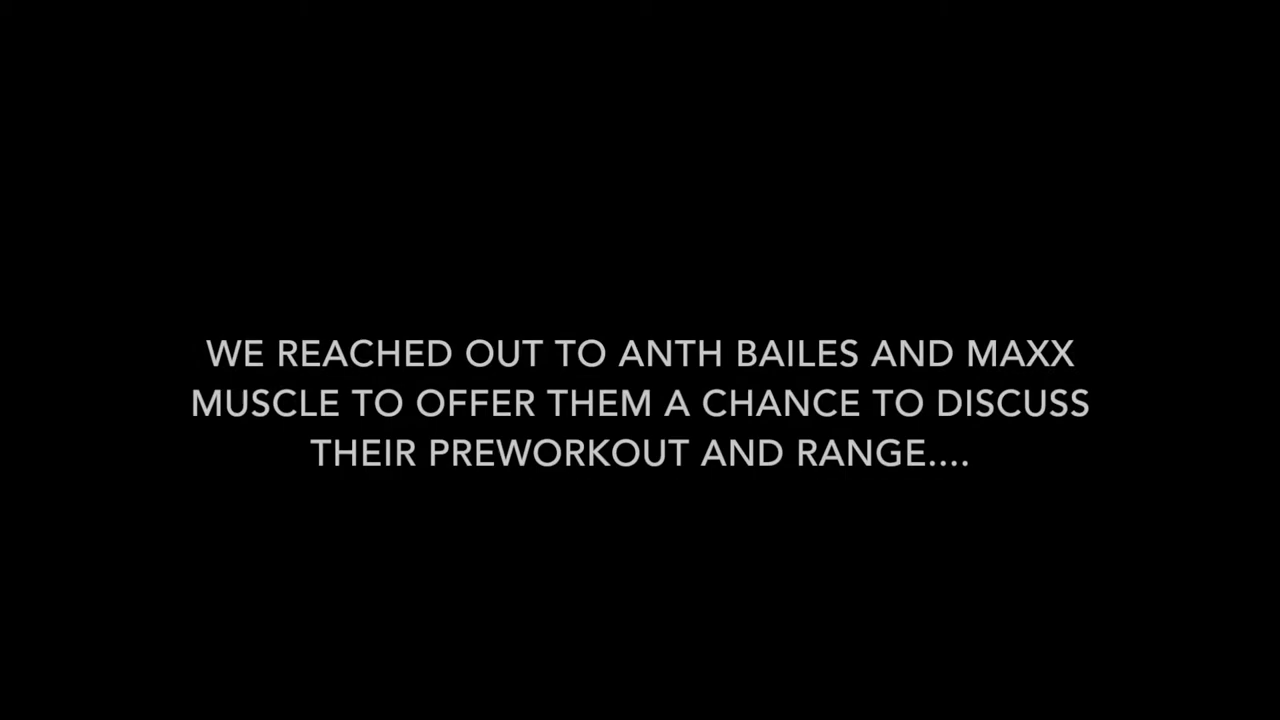 WE REACHED OUT TO ANTH BAILES AND MAXX
MUSCLE TO OFFER THEM A CHANCE TO DISCUSS
THEIR PREWORKOUT AND RANGE....